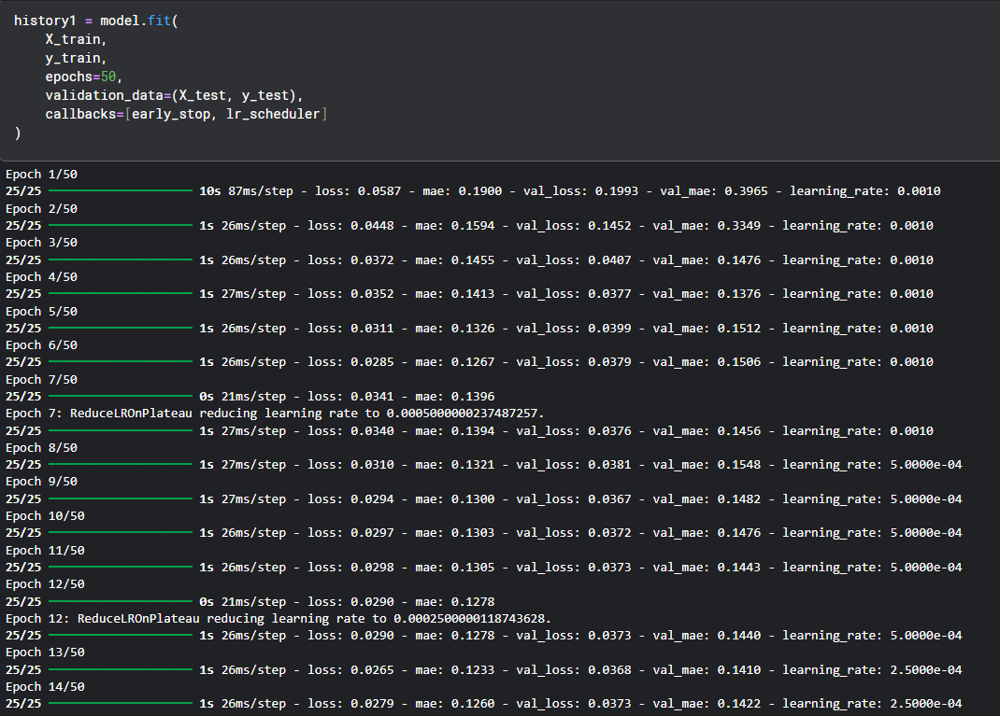 history1 = model.fit(
    X_train,
    y_train,
    epochs=50,
    validation_data=(X_test, y_test),
    callbacks=[early_stop, lr_scheduler]
)
Epoch 1/50
25/25 ━━━━━━━━━━━━━━━━━━━━ 10s 87ms/step - loss: 0.0587 - mae: 0.1900 - val_loss: 0.1993 - val_mae: 0.3965 - learning_rate: 0.0010
Epoch 2/50
25/25 ━━━━━━━━━━━━━━━━━━━━ 1s 26ms/step - loss: 0.0448 - mae: 0.1594 - val_loss: 0.1452 - val_mae: 0.3349 - learning_rate: 0.0010
Epoch 3/50
25/25 ━━━━━━━━━━━━━━━━━━━━ 1s 26ms/step - loss: 0.0372 - mae: 0.1455 - val_loss: 0.0407 - val_mae: 0.1476 - learning_rate: 0.0010
Epoch 4/50
25/25 ━━━━━━━━━━━━━━━━━━━━ 1s 27ms/step - loss: 0.0352 - mae: 0.1413 - val_loss: 0.0377 - val_mae: 0.1376 - learning_rate: 0.0010
Epoch 5/50
25/25 ━━━━━━━━━━━━━━━━━━━━ 1s 26ms/step - loss: 0.0311 - mae: 0.1326 - val_loss: 0.0399 - val_mae: 0.1512 - learning_rate: 0.0010
Epoch 6/50
25/25 ━━━━━━━━━━━━━━━━━━━━ 1s 26ms/step - loss: 0.0285 - mae: 0.1267 - val_loss: 0.0379 - val_mae: 0.1506 - learning_rate: 0.0010
Epoch 7/50
25/25 ━━━━━━━━━━━━━━━━━━━━ 0s 21ms/step - loss: 0.0341 - mae: 0.1396
Epoch 7: ReduceLROnPlateau reducing learning rate to 0.0005000000237487257.
25/25 ━━━━━━━━━━━━━━━━━━━━ 1s 27ms/step - loss: 0.0340 - mae: 0.1394 - val_loss: 0.0376 - val_mae: 0.1456 - learning_rate: 0.0010
Epoch 8/50
25/25 ━━━━━━━━━━━━━━━━━━━━ 1s 27ms/step - loss: 0.0310 - mae: 0.1321 - val_loss: 0.0381 - val_mae: 0.1548 - learning_rate: 5.0000e-04
Epoch 9/50
25/25 ━━━━━━━━━━━━━━━━━━━━ 1s 27ms/step - loss: 0.0294 - mae: 0.1300 - val_loss: 0.0367 - val_mae: 0.1482 - learning_rate: 5.0000e-04
Epoch 10/50
25/25 ━━━━━━━━━━━━━━━━━━━━ 1s 26ms/step - loss: 0.0297 - mae: 0.1303 - val_loss: 0.0372 - val_mae: 0.1476 - learning_rate: 5.0000e-04
Epoch 11/50
25/25 ━━━━━━━━━━━━━━━━━━━━ 1s 26ms/step - loss: 0.0298 - mae: 0.1305 - val_loss: 0.0373 - val_mae: 0.1443 - learning_rate: 5.0000e-04
Epoch 12/50
25/25 ━━━━━━━━━━━━━━━━━━━━ 0s 21ms/step - loss: 0.0290 - mae: 0.1278
Epoch 12: ReduceLROnPlateau reducing learning rate to 0.0002500000118743628.
25/25 ━━━━━━━━━━━━━━━━━━━━ 1s 26ms/step - loss: 0.0290 - mae: 0.1278 - val_loss: 0.0373 - val_mae: 0.1440 - learning_rate: 5.0000e-04
Epoch 13/50
25/25 ━━━━━━━━━━━━━━━━━━━━ 1s 26ms/step - loss: 0.0265 - mae: 0.1233 - val_loss: 0.0368 - val_mae: 0.1410 - learning_rate: 2.5000e-04
Epoch 14/50
25/25 ━━━━━━━━━━━━━━━━━━━━ 1s 26ms/step - loss: 0.0279 - mae: 0.1260 - val_loss: 0.0373 - val_mae: 0.1422 - learning_rate: 2.5000e-04